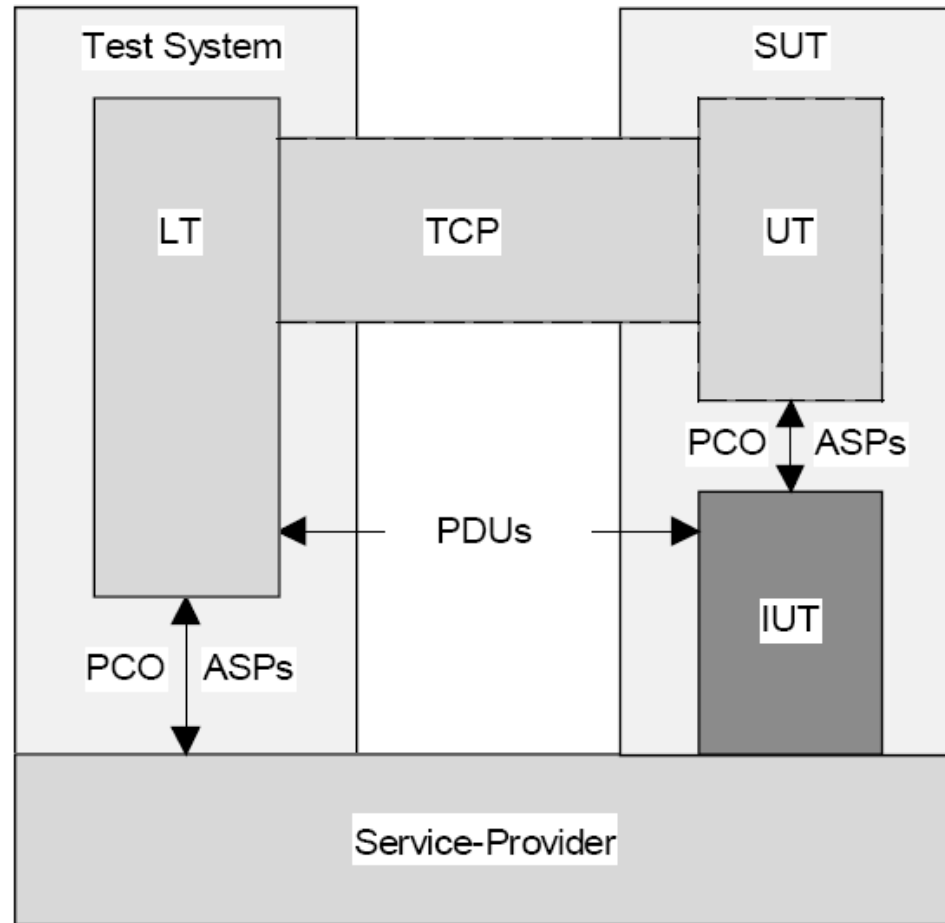 Test System
SUT
LT
TCP
UT
PCO
ASPs
PDUs
IUT
PCO
ASPs
Service-Provider